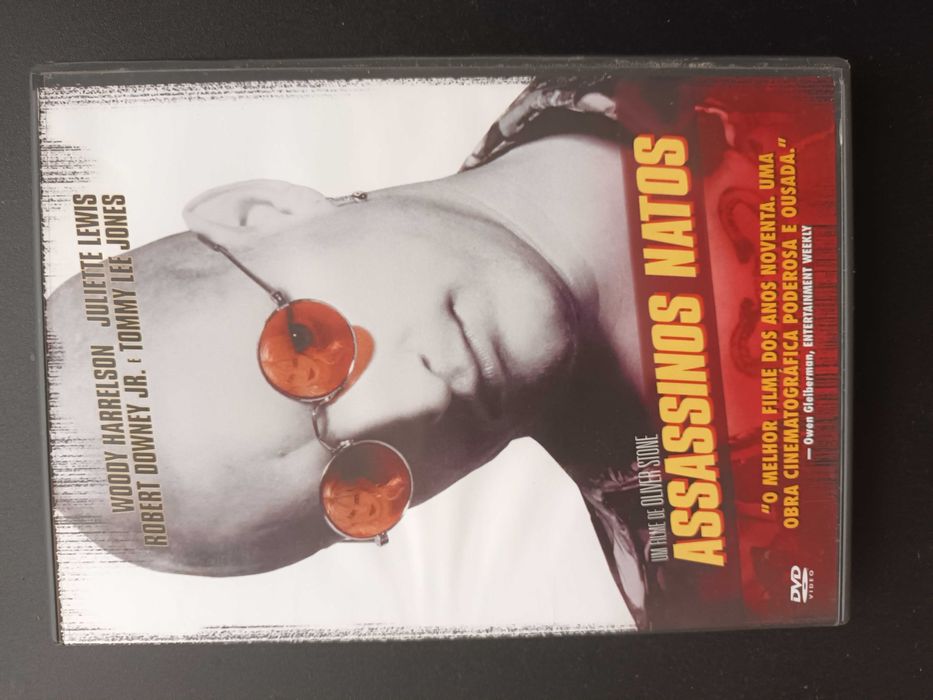 WOODY HARRELSON JULIETTE LEWIS
ROBERT DOWNEY JR. E TOMMY LEE JONES
UM FILME DE OLIVER STONE
ASSASSINOS NATOS
"O MELHOR FILME DOS ANOS NOVENTA. UMA
OBRA CINEMATOGRÁFICA PODEROSA E OUSADA."
— Owen Gleiberman, ENTERTAINMENT WEEKLY
DVD
VIDEO